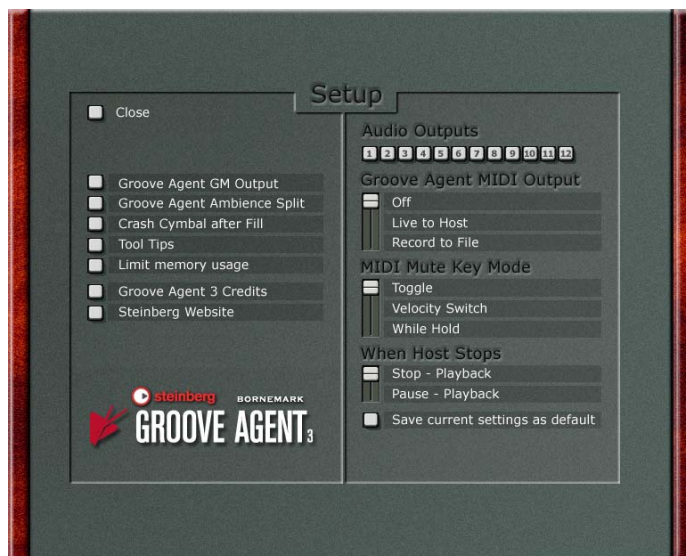 Setup
Close
Groove Agent GM Output
Groove Agent Ambience Split
Crash Cymbal after Fill
Tool Tips
Limit memory usage
Groove Agent 3 Credits
Steinberg Website
steinberg BORNEMARK
GROOVE AGENT 3
Audio Outputs
1 2 3 4 5 6 7 8 9 10 11 12
Groove Agent MIDI Output
Off
Live to Host
Record to File
MIDI Mute Key Mode
Toggle
Velocity Switch
While Hold
When Host Stops
Stop - Playback
Pause - Playback
Save current settings as default